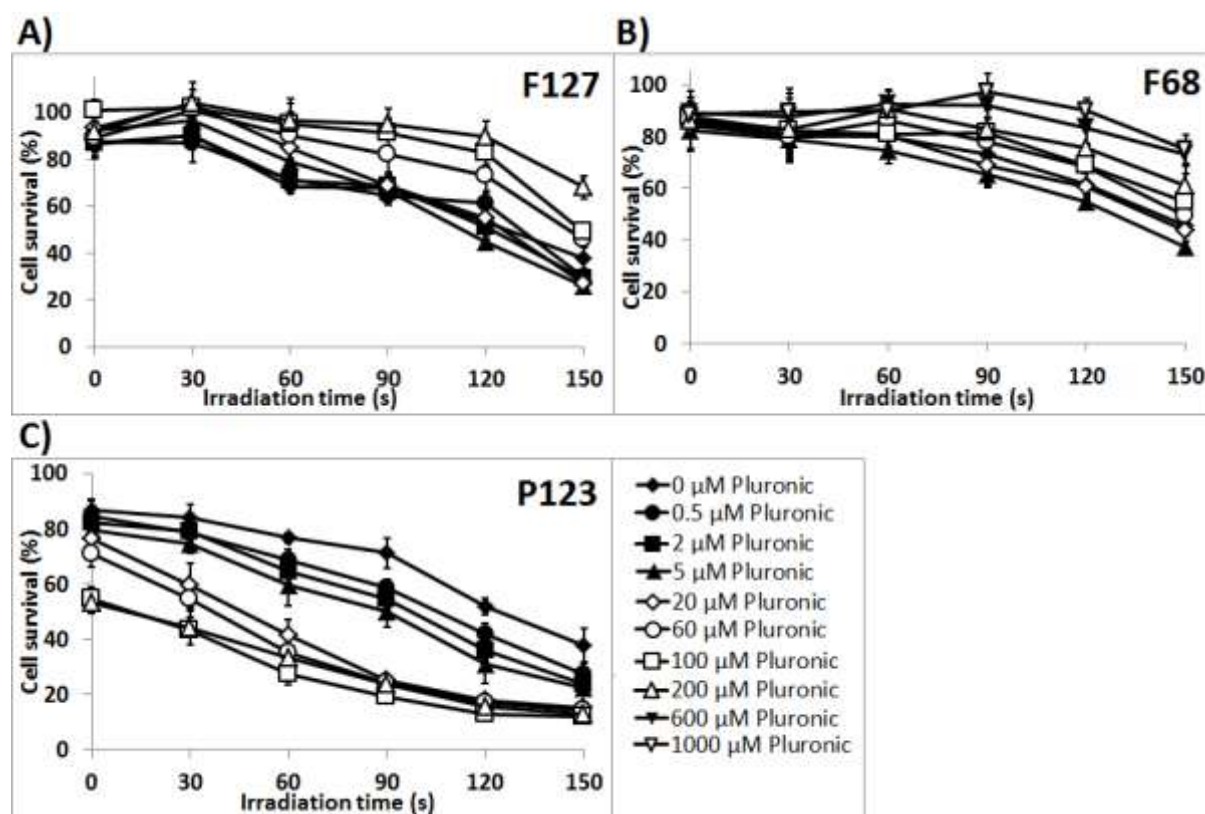 A)
F127
Cell survival (%)
100
80
60
40
20
0
0 30 60 90 120 150
Irradiation time (s)
B)
F68
Cell survival (%)
100
80
60
40
20
0
0 30 60 90 120 150
Irradiation time (s)
C)
P123
Cell survival (%)
100
80
60
40
20
0
0 30 60 90 120 150
Irradiation time (s)
0 µM Pluronic
0.5 µM Pluronic
2 µM Pluronic
5 µM Pluronic
20 µM Pluronic
60 µM Pluronic
100 µM Pluronic
200 µM Pluronic
600 µM Pluronic
1000 µM Pluronic